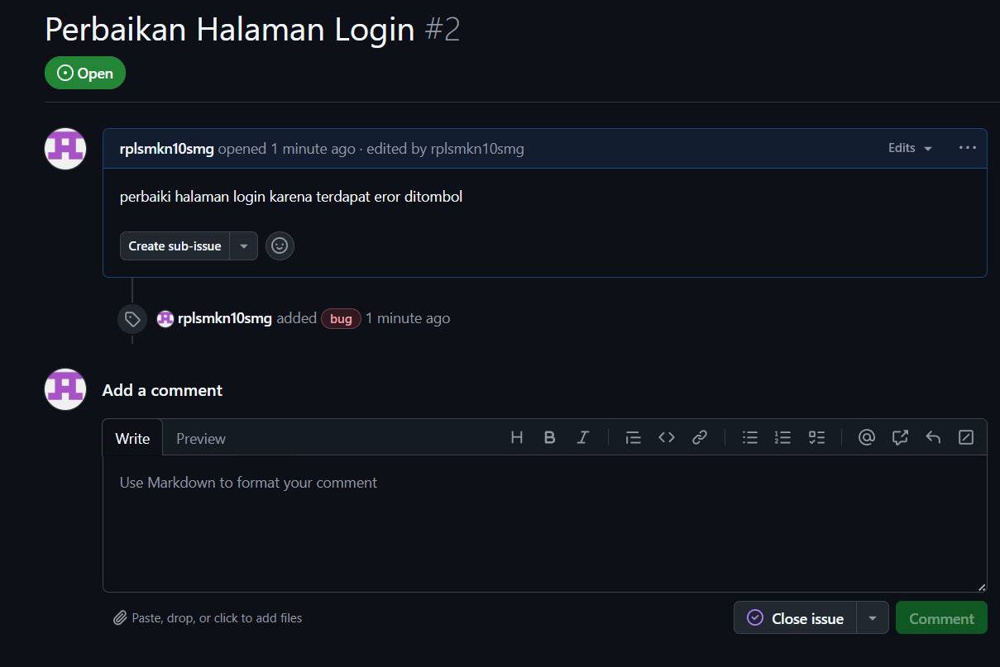 Perbaikan Halaman Login #2
Open
rplsmkn10smg opened 1 minute ago · edited by rplsmkn10smg Edits
perbaiki halaman login karena terdapat eror ditombol
Create sub-issue
rplsmkn10smg added bug 1 minute ago
Add a comment
Write Preview
Use Markdown to format your comment
Paste, drop, or click to add files
Close issue Comment